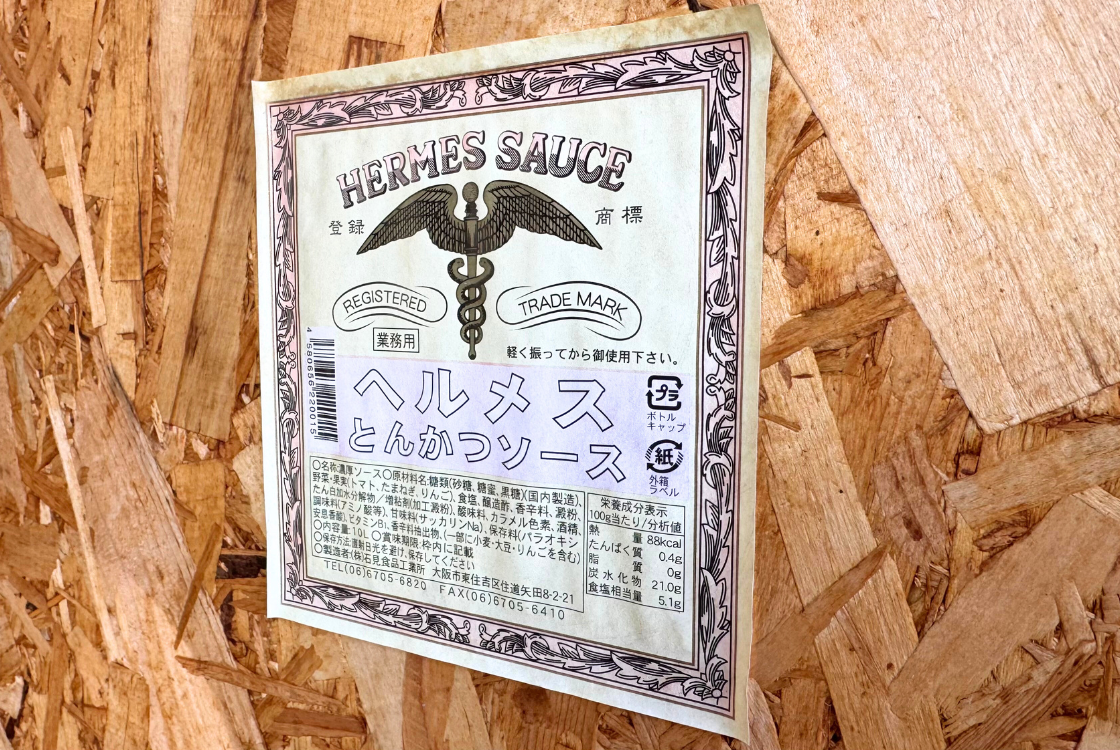 HERMES SAUCE
登録 商標
REGISTERED TRADE MARK
業務用
軽く振ってから御使用下さい。
4 580656 220015
ヘルメス
とんかつソース
プラ
ボトル
キャップ
紙
外箱
ラベル
〇名称:濃厚ソース〇原材料名:糖類(砂糖、糖蜜、黒糖)(国内製造)、
野菜・果実(トマト、たまねぎ、りんご)、食塩、醸造酢、香辛料、澱粉、
たん白加水分解物/増粘剤(加工澱粉)、酸味料、カラメル色素、酒精、
調味料(アミノ酸等)、甘味料(サッカリンNa)、保存料(パラオキシ
安息香酸)、ビタミンB₁、香辛料抽出物、(一部に小麦・大豆・りんごを含む)
〇内容量:10L 〇賞味期限:枠内に記載
〇保存方法:直射日光を避け、保存してください
〇製造者:(株)石見食品工業所 大阪市東住吉区住道矢田8-2-21
TEL(06)6705-6820 FAX(06)6705-6410
栄養成分表示
100g当たり/分析値
熱量 88kcal
たんぱく質 0.4g
脂質 0g
炭水化物 21.0g
食塩相当量 5.1g